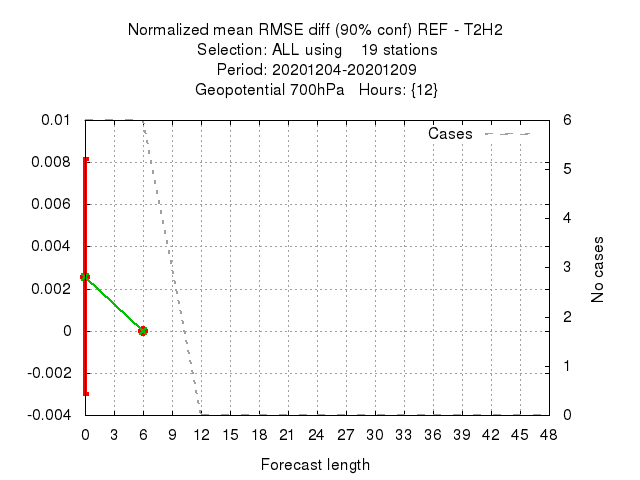 Normalized mean RMSE diff (90% conf) REF - T2H2
Selection: ALL using    19 stations
Period: 20201204-20201209
Geopotential 700hPa   Hours: {12}
Cases
0.01
0.008
0.006
0.004
0.002
0
-0.002
-0.004
6
5
4
3
2
1
0
No cases
0 3 6 9 12 15 18 21 24 27 30 33 36 39 42 45 48
Forecast length